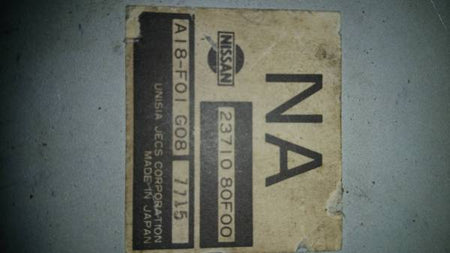 NA
NISSAN
23710 80F00
A18-F01 G08 7715
UNISIA JECS CORPORATION
MADE IN JAPAN